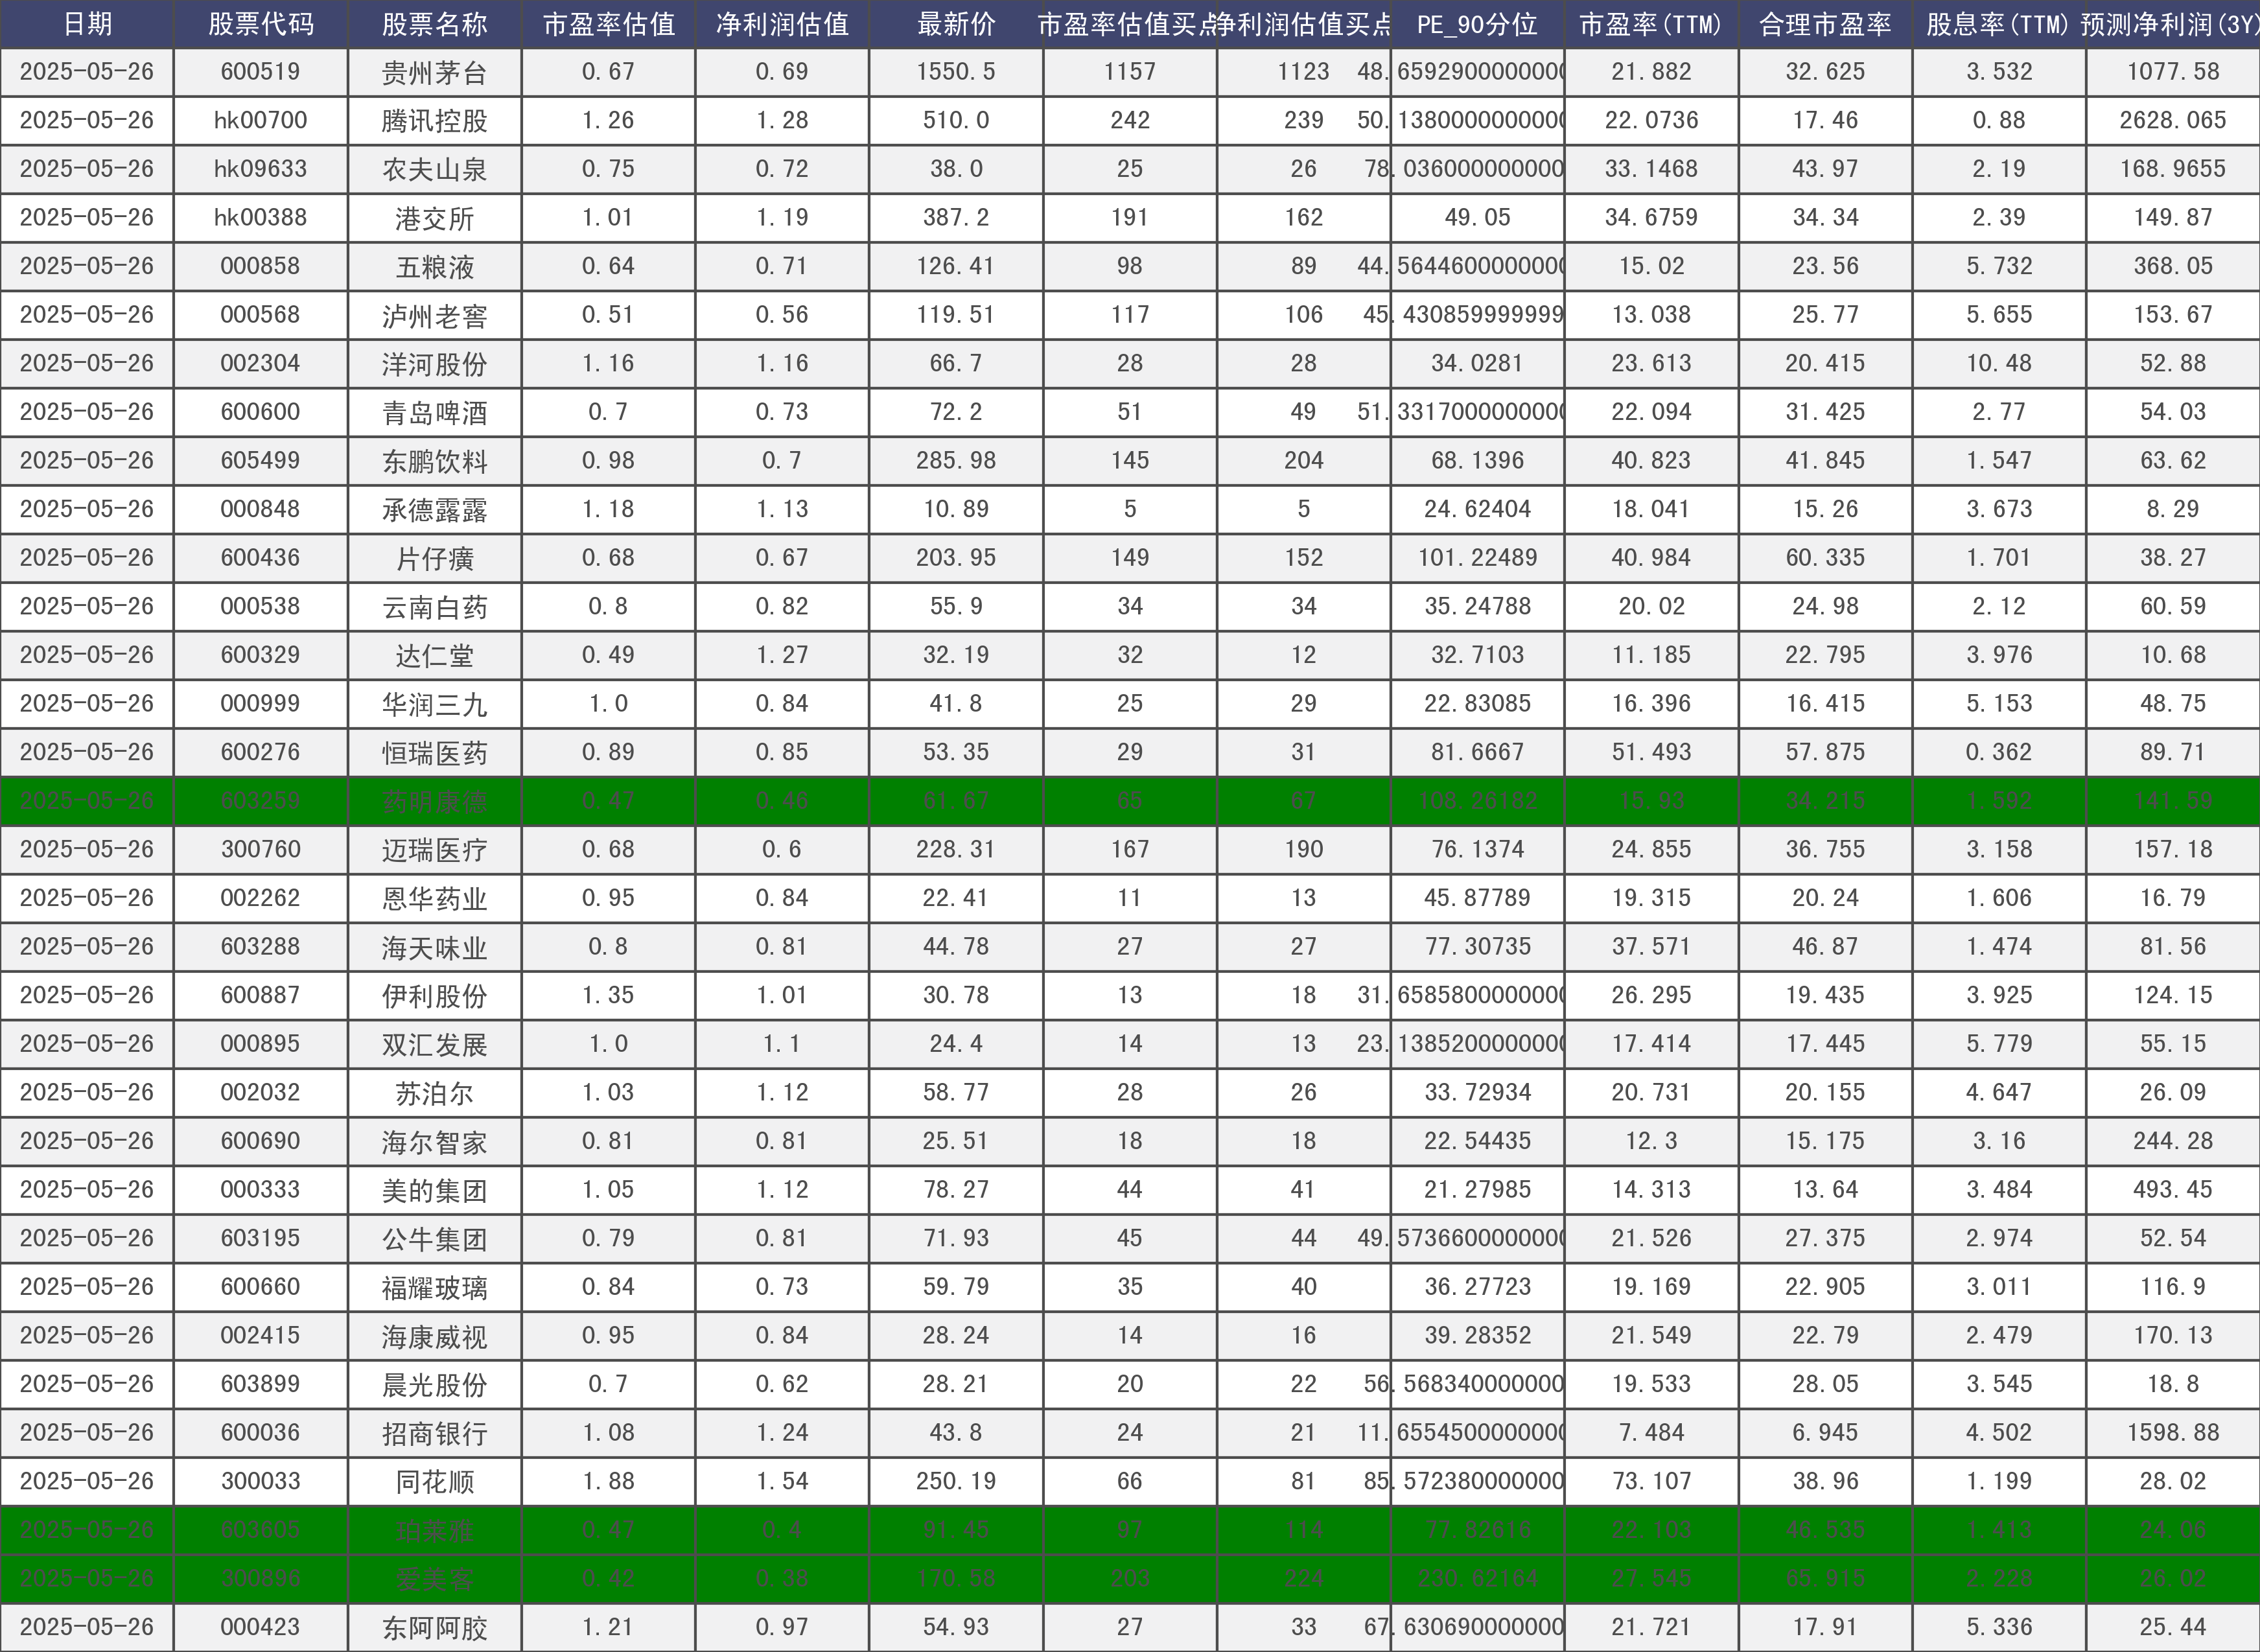 日期 股票代码 股票名称 市盈率估值 净利润估值 最新价 市盈率估值买点 净利润估值买点 PE_90分位 市盈率(TTM) 合理市盈率 股息率(TTM) 预测净利润(3Y)
2025-05-26 600519 贵州茅台 0.67 0.69 1550.5 1157 1123 48.6592900000000 21.882 32.625 3.532 1077.58
2025-05-26 hk00700 腾讯控股 1.26 1.28 510.0 242 239 50.1380000000000 22.0736 17.46 0.88 2628.065
2025-05-26 hk09633 农夫山泉 0.75 0.72 38.0 25 26 78.036000000000 33.1468 43.97 2.19 168.9655
2025-05-26 hk00388 港交所 1.01 1.19 387.2 191 162 49.05 34.6759 34.34 2.39 149.87
2025-05-26 000858 五粮液 0.64 0.71 126.41 98 89 44.5644600000000 15.02 23.56 5.732 368.05
2025-05-26 000568 泸州老窖 0.51 0.56 119.51 117 106 45.430859999999 13.038 25.77 5.655 153.67
2025-05-26 002304 洋河股份 1.16 1.16 66.7 28 28 34.0281 23.613 20.415 10.48 52.88
2025-05-26 600600 青岛啤酒 0.7 0.73 72.2 51 49 51.3317000000000 22.094 31.425 2.77 54.03
2025-05-26 605499 东鹏饮料 0.98 0.7 285.98 145 204 68.1396 40.823 41.845 1.547 63.62
2025-05-26 000848 承德露露 1.18 1.13 10.89 5 5 24.62404 18.041 15.26 3.673 8.29
2025-05-26 600436 片仔癀 0.68 0.67 203.95 149 152 101.22489 40.984 60.335 1.701 38.27
2025-05-26 000538 云南白药 0.8 0.82 55.9 34 34 35.24788 20.02 24.98 2.12 60.59
2025-05-26 600329 达仁堂 0.49 1.27 32.19 32 12 32.7103 11.185 22.795 3.976 10.68
2025-05-26 000999 华润三九 1.0 0.84 41.8 25 29 22.83085 16.396 16.415 5.153 48.75
2025-05-26 600276 恒瑞医药 0.89 0.85 53.35 29 31 81.6667 51.493 57.875 0.362 89.71
2025-05-26 603259 药明康德 0.47 0.46 61.67 65 67 108.26182 15.93 34.215 1.592 141.59
2025-05-26 300760 迈瑞医疗 0.68 0.6 228.31 167 190 76.1374 24.855 36.755 3.158 157.18
2025-05-26 002262 恩华药业 0.95 0.84 22.41 11 13 45.87789 19.315 20.24 1.606 16.79
2025-05-26 603288 海天味业 0.8 0.81 44.78 27 27 77.30735 37.571 46.87 1.474 81.56
2025-05-26 600887 伊利股份 1.35 1.01 30.78 13 18 31.6585800000000 26.295 19.435 3.925 124.15
2025-05-26 000895 双汇发展 1.0 1.1 24.4 14 13 23.1385200000000 17.414 17.445 5.779 55.15
2025-05-26 002032 苏泊尔 1.03 1.12 58.77 28 26 33.72934 20.731 20.155 4.647 26.09
2025-05-26 600690 海尔智家 0.81 0.81 25.51 18 18 22.54435 12.3 15.175 3.16 244.28
2025-05-26 000333 美的集团 1.05 1.12 78.27 44 41 21.27985 14.313 13.64 3.484 493.45
2025-05-26 603195 公牛集团 0.79 0.81 71.93 45 44 49.5736600000000 21.526 27.375 2.974 52.54
2025-05-26 600660 福耀玻璃 0.84 0.73 59.79 35 40 36.27723 19.169 22.905 3.011 116.9
2025-05-26 002415 海康威视 0.95 0.84 28.24 14 16 39.28352 21.549 22.79 2.479 170.13
2025-05-26 603899 晨光股份 0.7 0.62 28.21 20 22 56.568340000000 19.533 28.05 3.545 18.8
2025-05-26 600036 招商银行 1.08 1.24 43.8 24 21 11.6554500000000 7.484 6.945 4.502 1598.88
2025-05-26 300033 同花顺 1.88 1.54 250.19 66 81 85.572380000000 73.107 38.96 1.199 28.02
2025-05-26 603605 珀莱雅 0.47 0.4 91.45 97 114 77.82816 22.103 46.535 1.413 24.06
2025-05-26 300896 爱美客 0.42 0.38 170.58 203 224 230.62164 27.545 65.915 2.228 26.02
2025-05-26 000423 东阿阿胶 1.21 0.97 54.93 27 33 67.630690000000 21.721 17.91 5.336 25.44